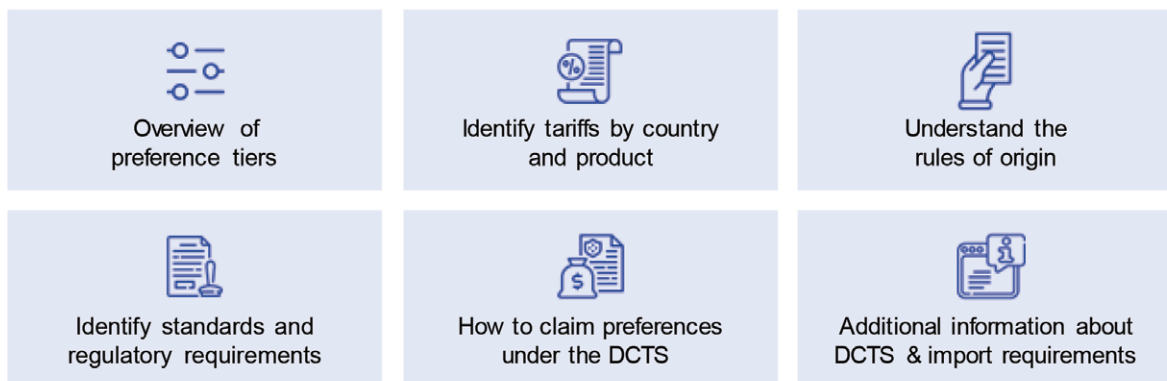 Overview of
preference tiers
%
Identify tariffs by country
and product
Understand the
rules of origin
Identify standards and
regulatory requirements
$
How to claim preferences
under the DCTS
i
Additional information about
DCTS & import requirements